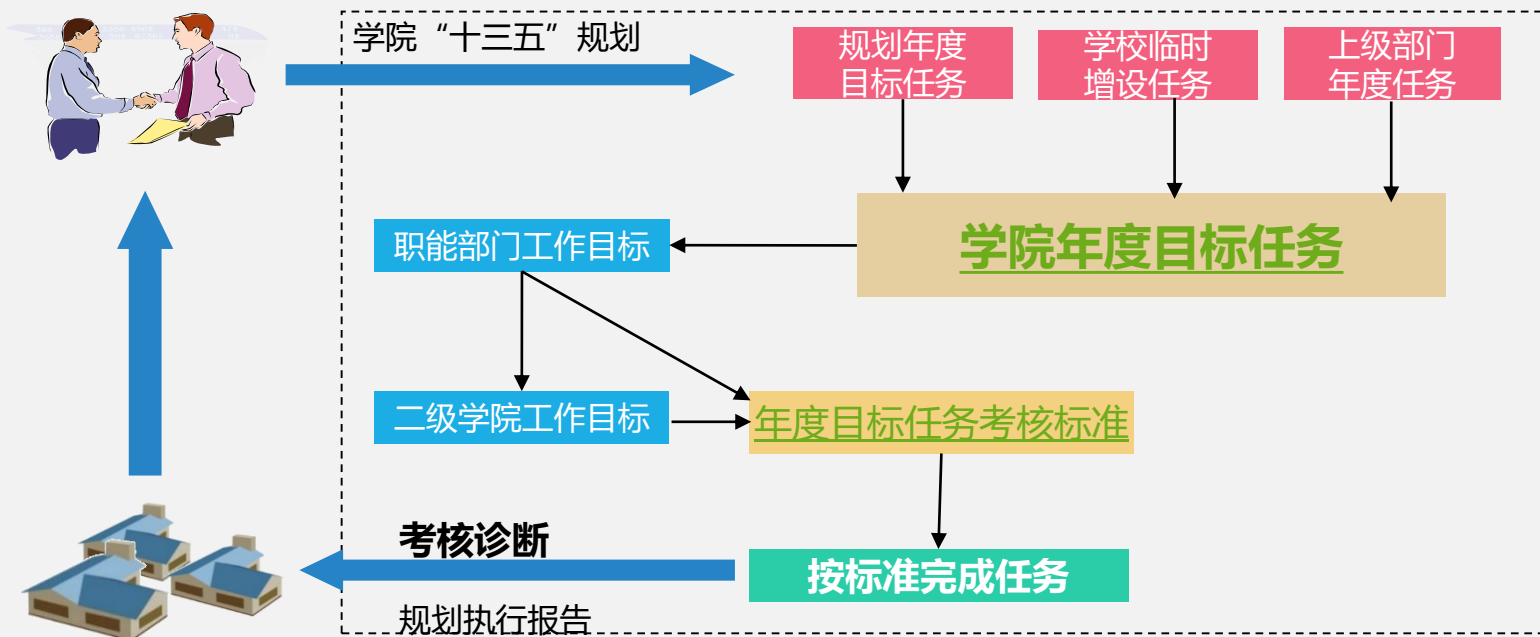 学院“十三五”规划
规划年度
目标任务
学校临时
增设任务
上级部门
年度任务
学院年度目标任务
职能部门工作目标
二级学院工作目标
年度目标任务考核标准
考核诊断
按标准完成任务
规划执行报告